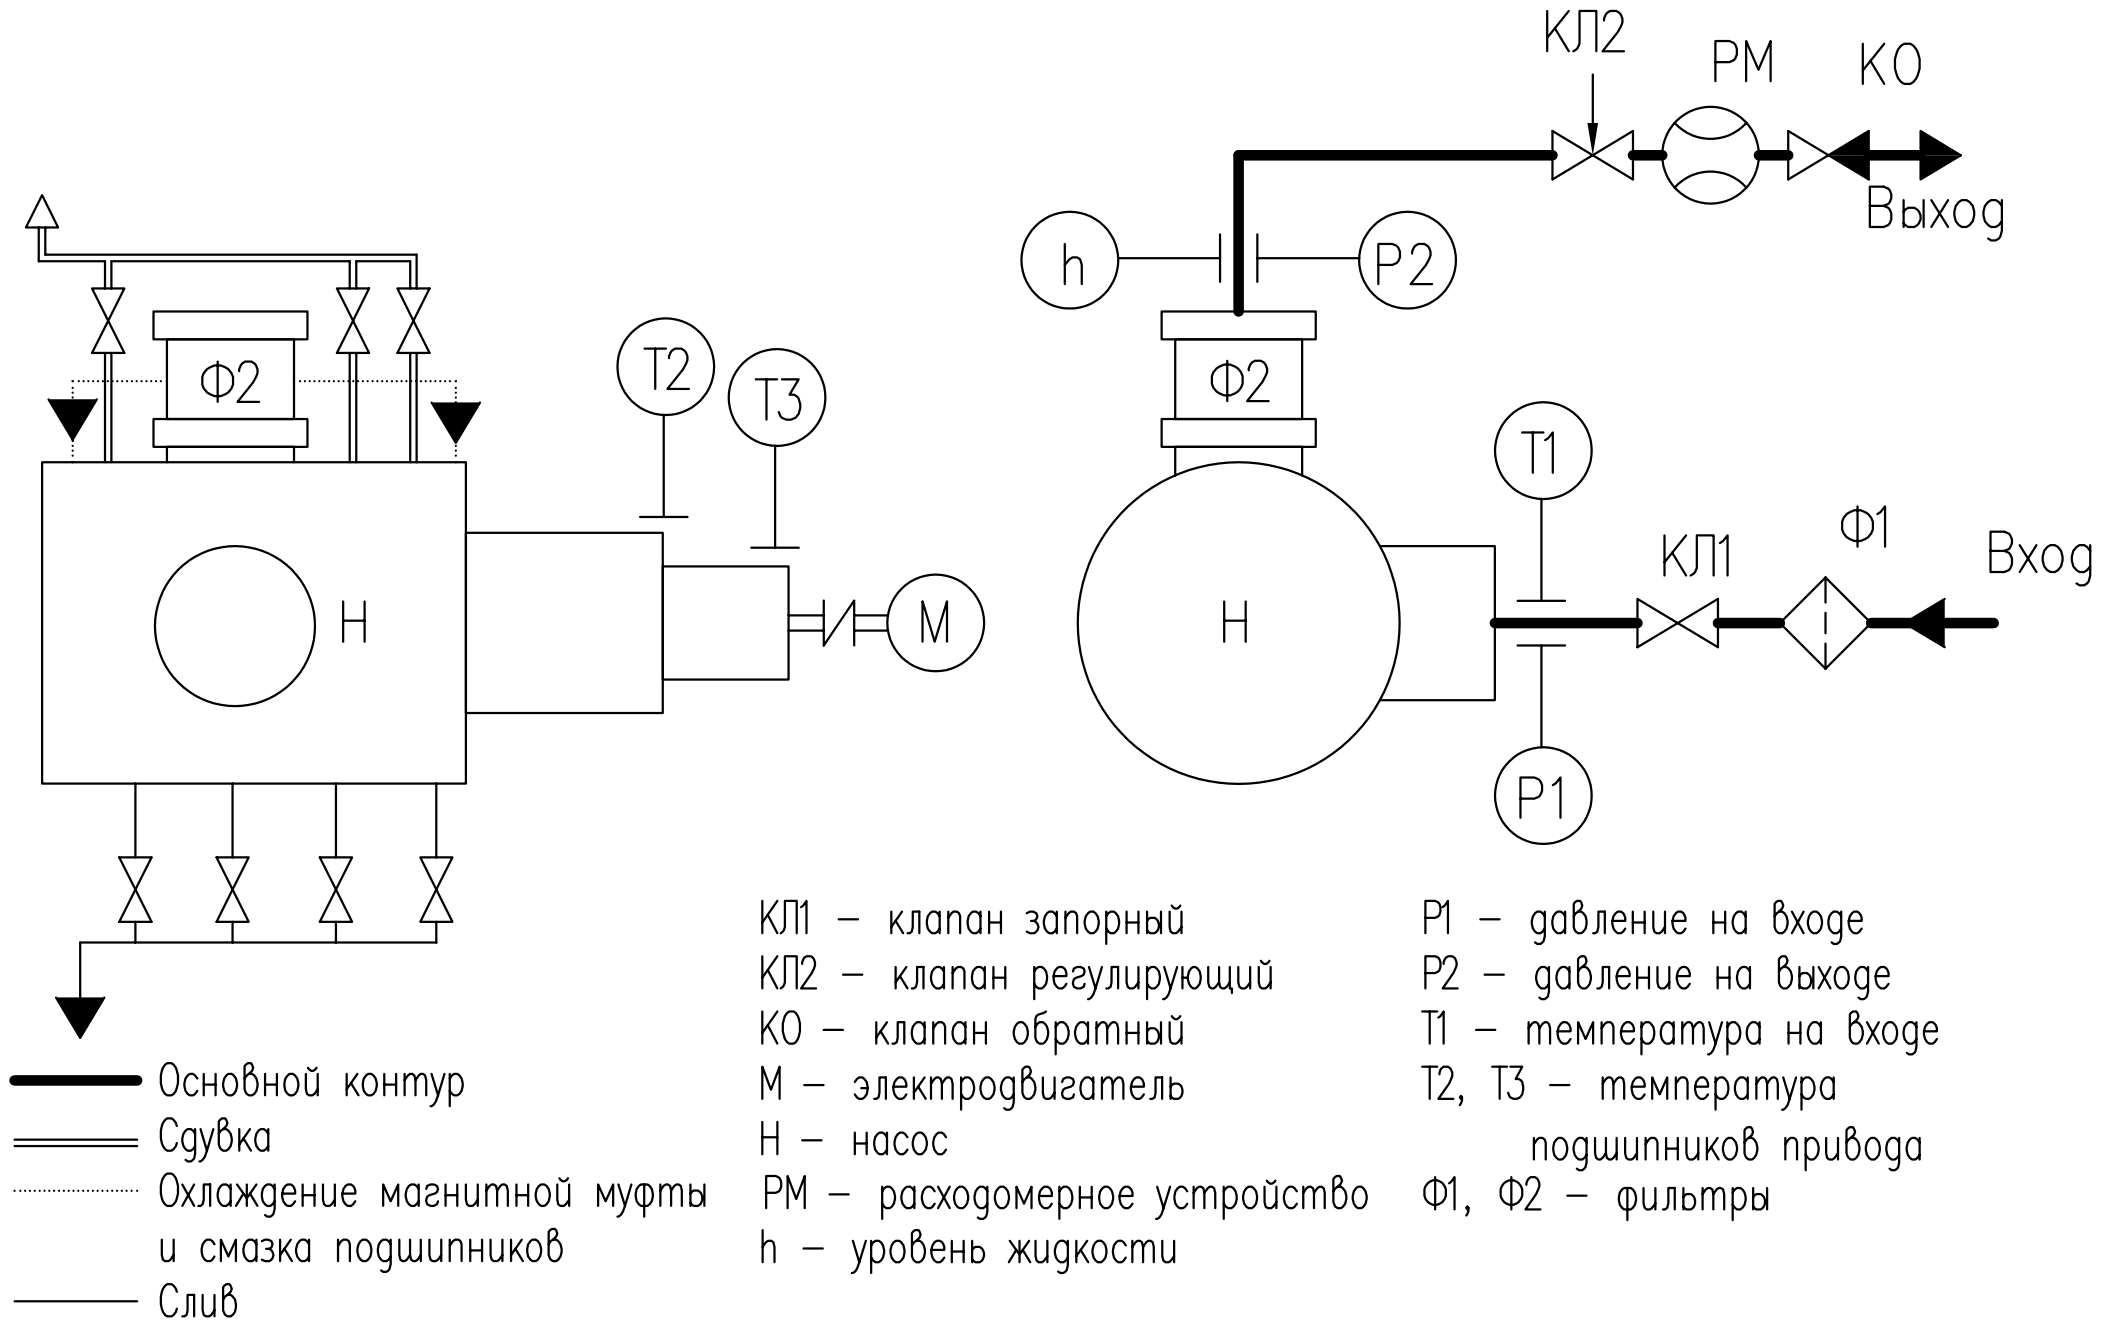 КЛ2
РМ
КО
Выход
h
Р2
Т2
Т3
Ф2
Ф2
Т1
Ф1
КЛ1
Вход
Н
М
Н
Р1
КЛ1 – клапан запорный
КЛ2 – клапан регулирующий
КО – клапан обратный
М – электродвигатель
Н – насос
РМ – расходомерное устройство
h – уровень жидкости
Р1 – давление на входе
Р2 – давление на выходе
Т1 – температура на входе
Т2, Т3 – температура
подшипников привода
Ф1, Ф2 – фильтры
Основной контур
Сдувка
Охлаждение магнитной муфты
и смазка подшипников
Слив